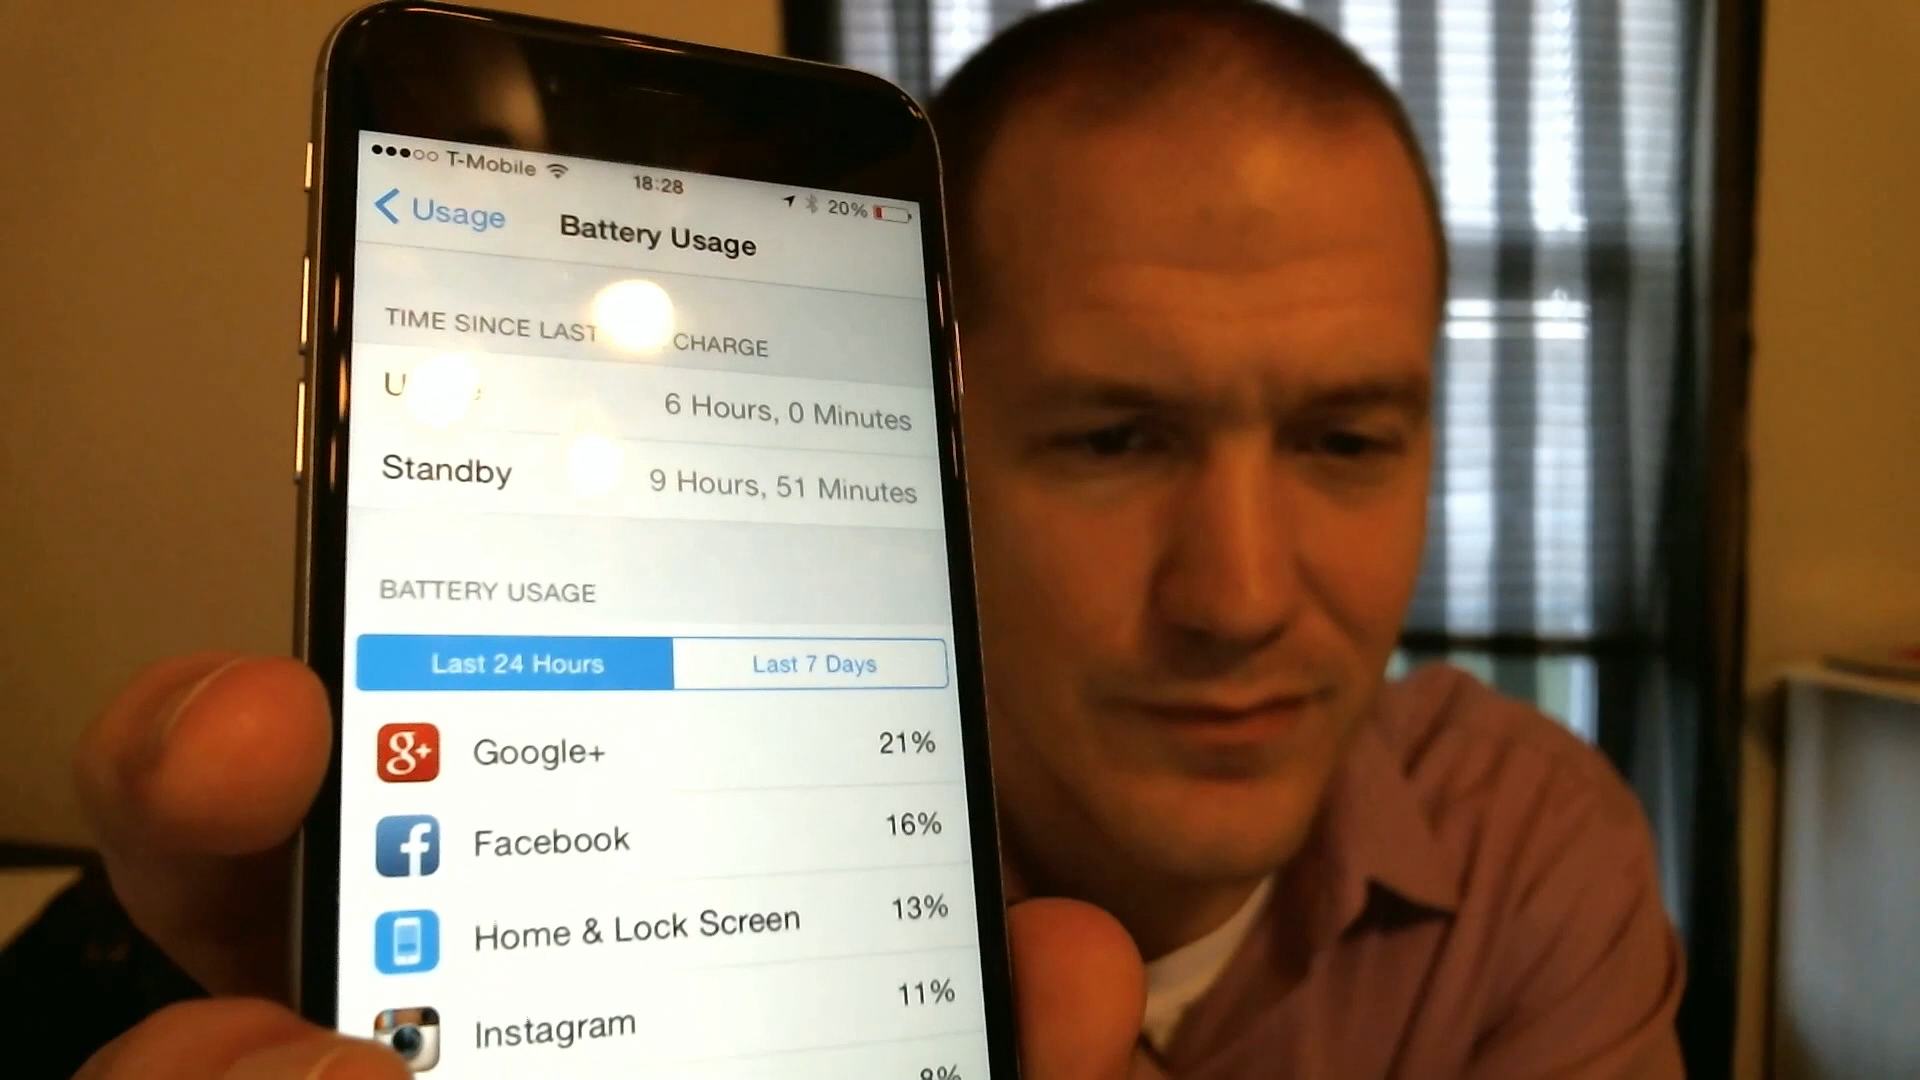 T-Mobile 18:28 20%
Usage Battery Usage
TIME SINCE LAST CHARGE
6 Hours, 0 Minutes
Standby 9 Hours, 51 Minutes
BATTERY USAGE
Last 24 Hours Last 7 Days
g+ Google+ 21%
f Facebook 16%
Home & Lock Screen 13%
Instagram 11%